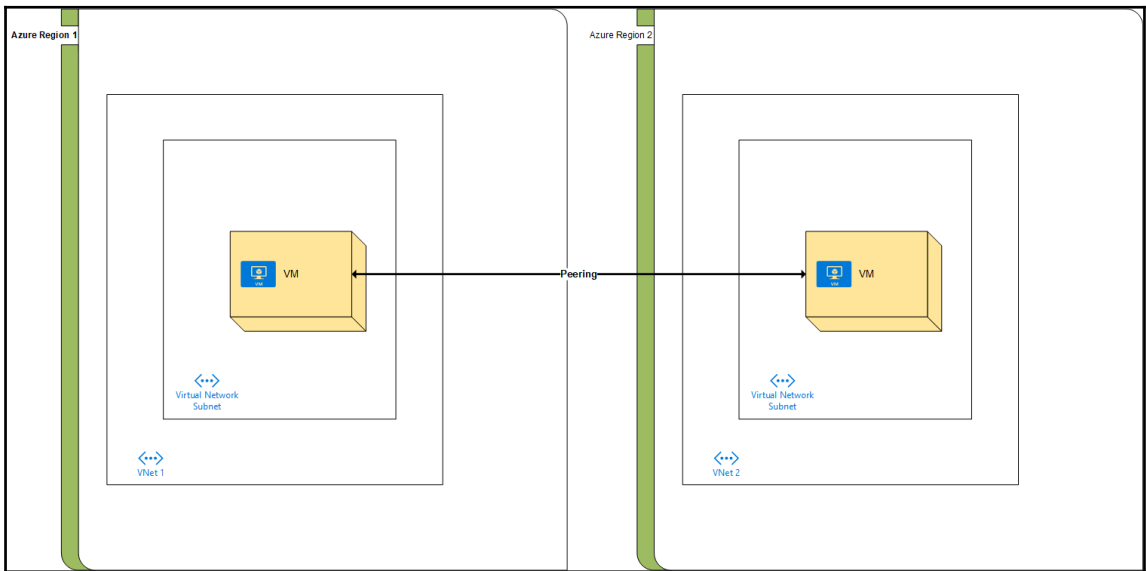 Azure Region 1
VM
VM
Virtual Network
Subnet
VNet 1
Peering
Azure Region 2
VM
VM
Virtual Network
Subnet
VNet 2